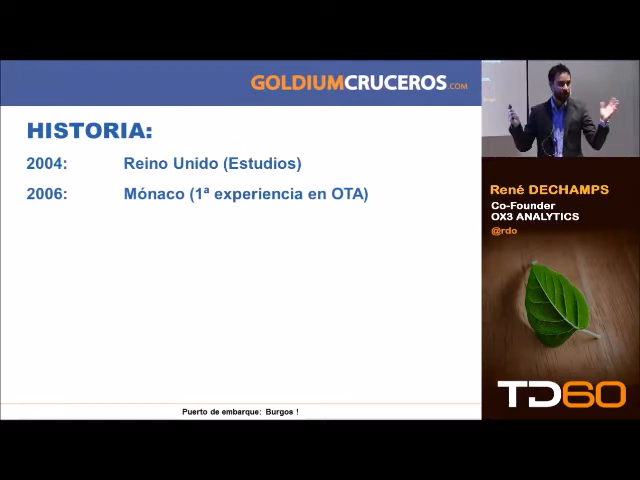 GOLDIUMCRUCEROS.COM
HISTORIA:
2004: Reino Unido (Estudios)
2006: Mónaco (1ª experiencia en OTA)
Puerto de embarque: Burgos !
René DECHAMPS
Co-Founder
OX3 ANALYTICS
@rdo
TD60